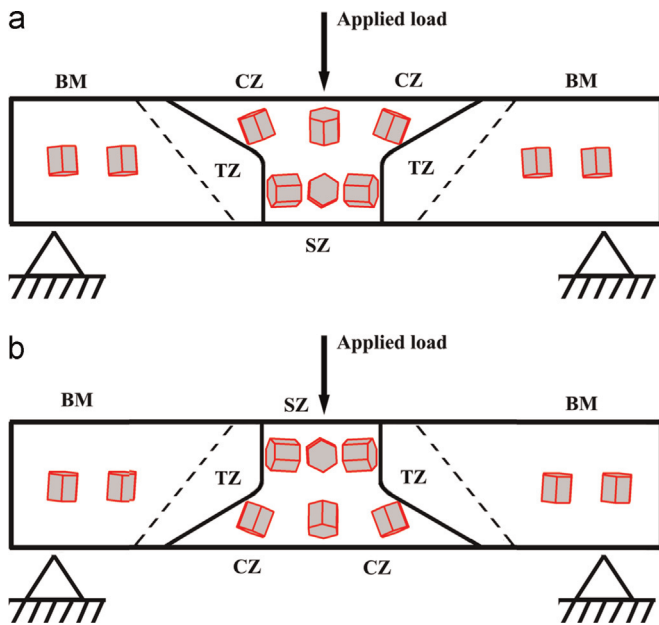 a
Applied load
BM CZ CZ BM
TZ TZ
SZ
b
Applied load
SZ
BM BM
TZ TZ
CZ CZ